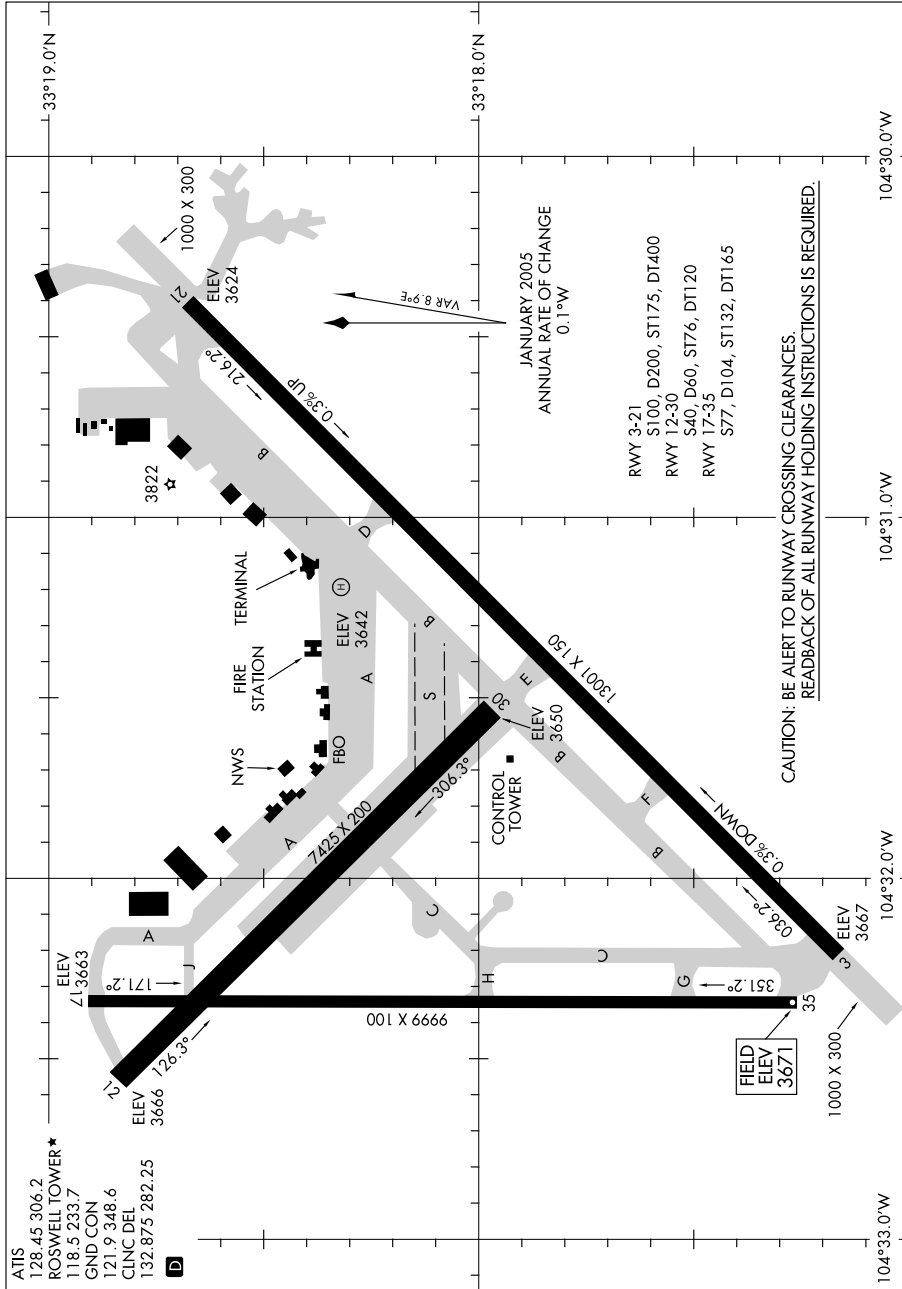 ATIS
128.45 306.2
ROSWELL TOWER★
118.5 233.7
GND CON
121.9 348.6
CLNC DEL
132.875 282.25
D
33°19.0'N
33°18.0'N
104°33.0'W
104°32.0'W
104°31.0'W
104°30.0'W
ELEV
3666
12
126.3°
ELEV
3663
17
171.2°
J
A
A
7425 X 200
306.3°
30
ELEV
3650
NWS
FBO
FIRE
STATION
TERMINAL
3822
H
ELEV
3642
A
S
B
B
D
216.2°
21
ELEV
3624
1000 X 300
0.3% UP
13001 X 150
E
B
F
B
CONTROL
TOWER
C
C
H
G
9999 X 100
351.2°
35
FIELD
ELEV
3671
0.3% DOWN
036.2°
3
ELEV
3667
1000 X 300
VAR 8.9°E
JANUARY 2005
ANNUAL RATE OF CHANGE
0.1°W
RWY 3-21
S100, D200, ST175, DT400
RWY 12-30
S40, D60, ST76, DT120
RWY 17-35
S77, D104, ST132, DT165
CAUTION: BE ALERT TO RUNWAY CROSSING CLEARANCES.
READBACK OF ALL RUNWAY HOLDING INSTRUCTIONS IS REQUIRED.